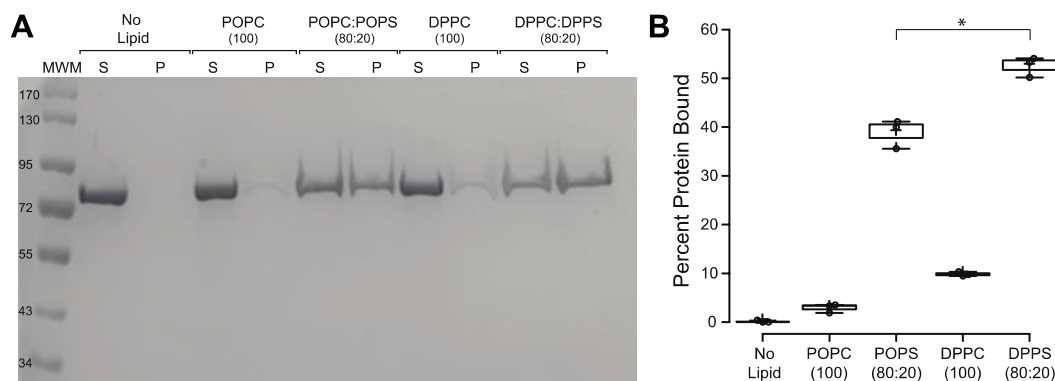 A
No
Lipid
POPC
(100)
POPC:POPS
(80:20)
DPPC
(100)
DPPC:DPPS
(80:20)
MWM S P S P S P S P S P
170
130
95
72
55
43
34
B
*
Percent Protein Bound
60
50
40
30
20
10
0
No
Lipid
POPC
(100)
POPS
(80:20)
DPPC
(100)
DPPS
(80:20)